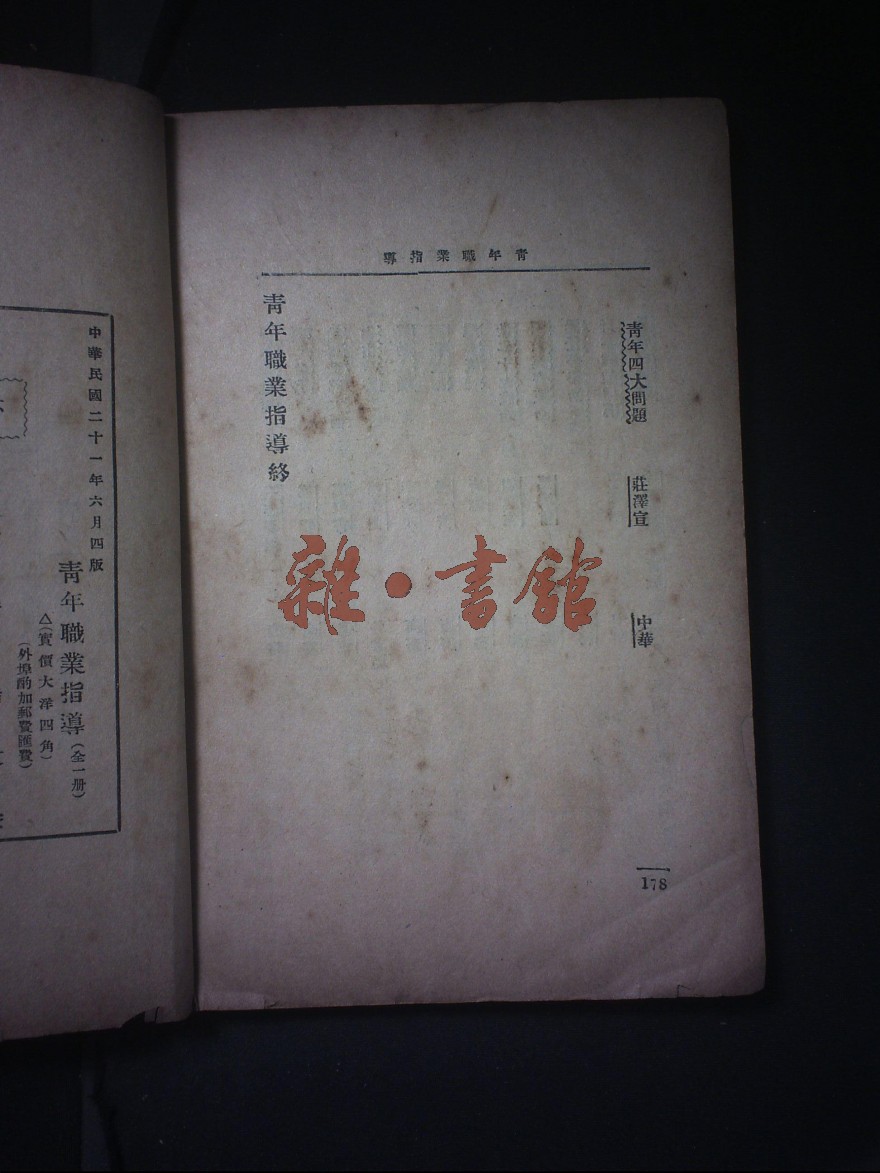 青年職業指導
青年四大問題　莊澤宣　中華
青年職業指導終
178
雜·書館
中華民國二十一年六月四版
青年職業指導（全一册）
△（實價大洋四角）
（外埠酌加郵費匯費）